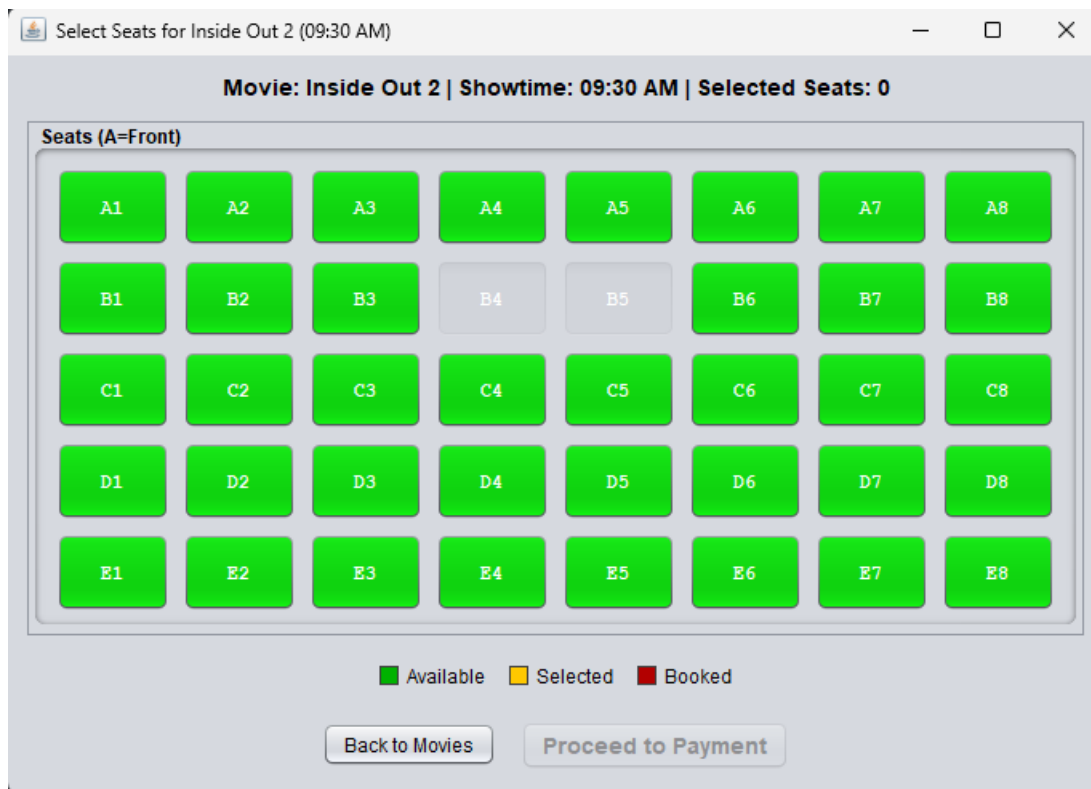 Select Seats for Inside Out 2 (09:30 AM)
Movie: Inside Out 2 | Showtime: 09:30 AM | Selected Seats: 0
Seats (A=Front)
A1 A2 A3 A4 A5 A6 A7 A8
B1 B2 B3 B4 B5 B6 B7 B8
C1 C2 C3 C4 C5 C6 C7 C8
D1 D2 D3 D4 D5 D6 D7 D8
E1 E2 E3 E4 E5 E6 E7 E8
Available Selected Booked
Back to Movies Proceed to Payment